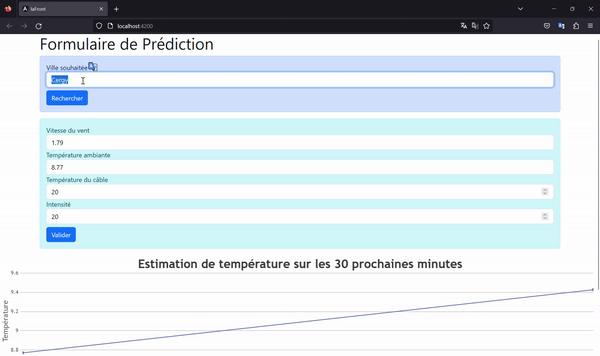 IaFront
localhost:4200
Formulaire de Prédiction
Ville souhaitée
Cergy
Rechercher
Vitesse du vent
1.79
Température ambiante
8.77
Température du câble
20
Intensité
20
Valider
Estimation de température sur les 30 prochaines minutes
Température
9.6
9.4
9.2
9
8.8